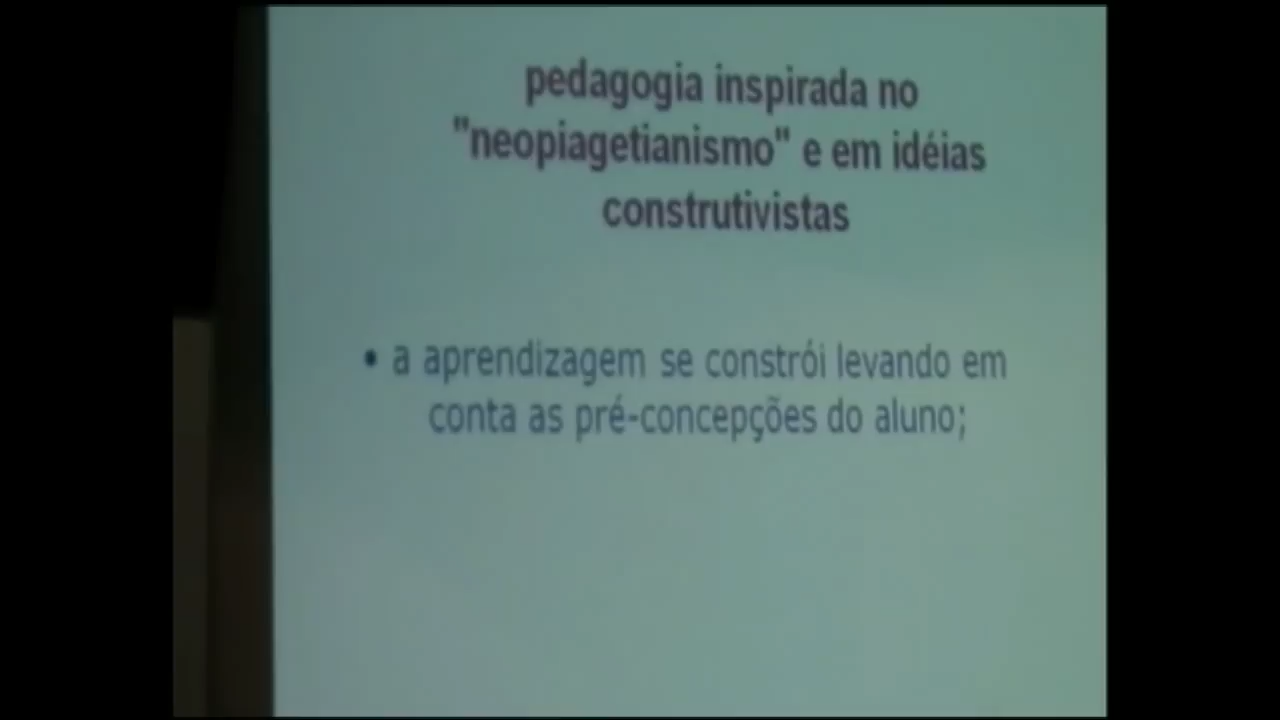 pedagogia inspirada no
"neopiagetianismo" e em idéias
construtivistas
• a aprendizagem se constrói levando em
conta as pré-concepções do aluno;